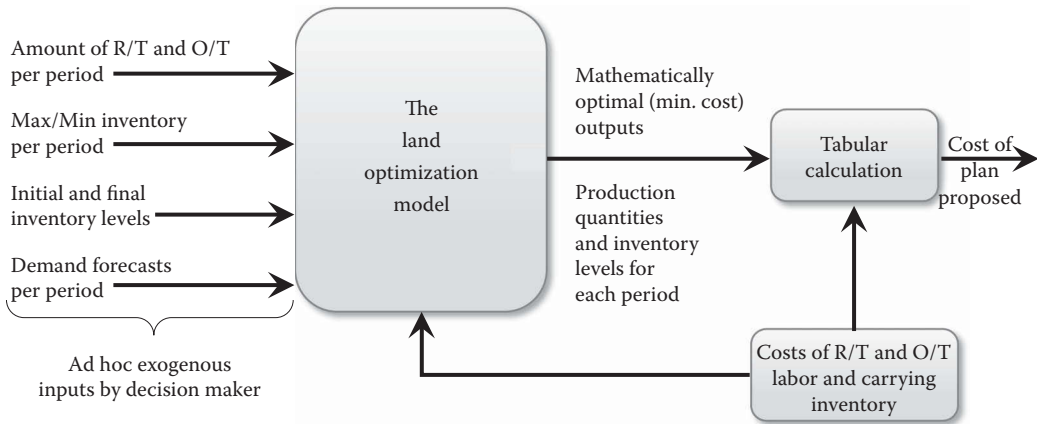 Amount of R/T and O/T
per period
Max/Min inventory
per period
Initial and final
inventory levels
Demand forecasts
per period
Ad hoc exogenous
inputs by decision maker
The
land
optimization
model
Mathematically
optimal (min. cost)
outputs
Production
quantities
and inventory
levels for
each period
Tabular
calculation
Cost of
plan
proposed
Costs of R/T and O/T
labor and carrying
inventory